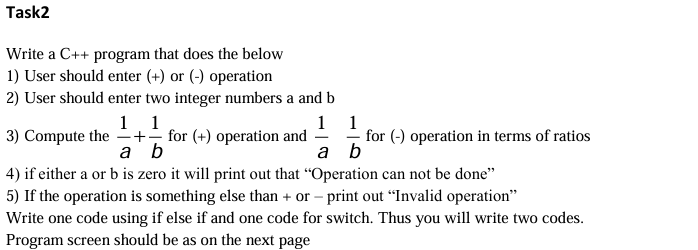 Task2
Write a C++ program that does the below
1) User should enter (+) or (-) operation
2) User should enter two integer numbers a and b
3) Compute the 1/a + 1/b for (+) operation and 1/a 1/b for (-) operation in terms of ratios
4) if either a or b is zero it will print out that “Operation can not be done”
5) If the operation is something else than + or – print out “Invalid operation”
Write one code using if else if and one code for switch. Thus you will write two codes.
Program screen should be as on the next page